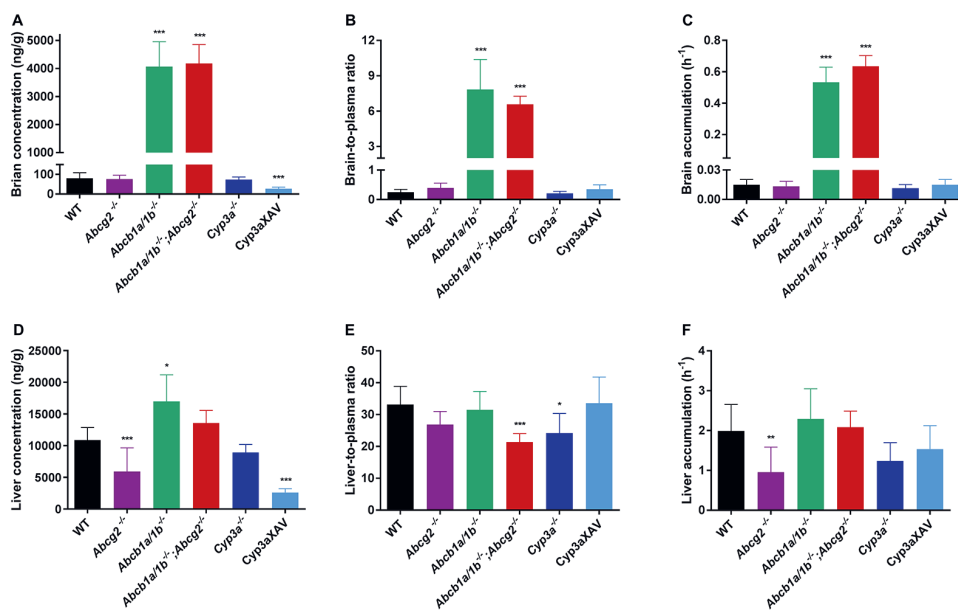 A
Brian concentration (ng/g)
5000
4000
3000
2000
1000
100
0
***
***
***
WT
Abcg2⁻/⁻
Abcb1a/1b⁻/⁻
Abcb1a/1b⁻/⁻;Abcg2⁻/⁻
Cyp3a⁻/⁻
Cyp3aXAV
B
Brain-to-plasma ratio
12
9
6
3
1
0
***
***
WT
Abcg2⁻/⁻
Abcb1a/1b⁻/⁻
Abcb1a/1b⁻/⁻;Abcg2⁻/⁻
Cyp3a⁻/⁻
Cyp3aXAV
C
Brain accumulation (h⁻¹)
0.8
0.6
0.4
0.2
0.03
0.00
***
***
WT
Abcg2⁻/⁻
Abcb1a/1b⁻/⁻
Abcb1a/1b⁻/⁻;Abcg2⁻/⁻
Cyp3a⁻/⁻
Cyp3aXAV
D
Liver concentration (ng/g)
25000
20000
15000
10000
5000
0
***
*
***
WT
Abcg2⁻/⁻
Abcb1a/1b⁻/⁻
Abcb1a/1b⁻/⁻;Abcg2⁻/⁻
Cyp3a⁻/⁻
Cyp3aXAV
E
Liver-to-plasma ratio
50
40
30
20
10
0
***
*
WT
Abcg2⁻/⁻
Abcb1a/1b⁻/⁻
Abcb1a/1b⁻/⁻;Abcg2⁻/⁻
Cyp3a⁻/⁻
Cyp3aXAV
F
Liver accumulation (h⁻¹)
4
3
2
1
0
**
WT
Abcg2⁻/⁻
Abcb1a/1b⁻/⁻
Abcb1a/1b⁻/⁻;Abcg2⁻/⁻
Cyp3a⁻/⁻
Cyp3aXAV